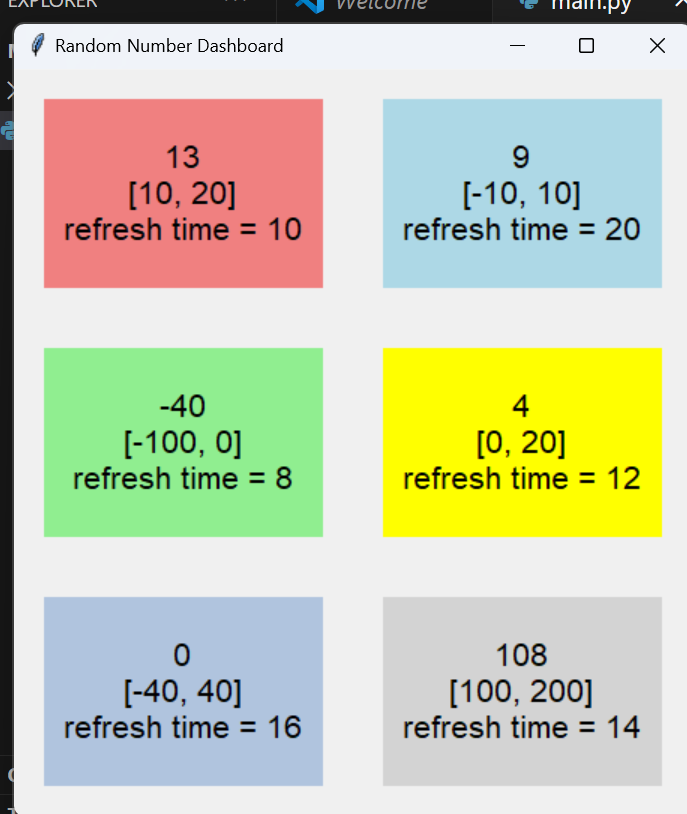 EXPLORER
Welcome
main.py
Random Number Dashboard
13
[10, 20]
refresh time = 10
9
[-10, 10]
refresh time = 20
-40
[-100, 0]
refresh time = 8
4
[0, 20]
refresh time = 12
0
[-40, 40]
refresh time = 16
108
[100, 200]
refresh time = 14